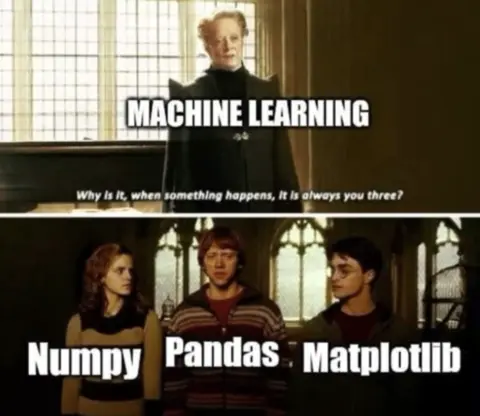 MACHINE LEARNING
Why is it, when something happens, it is always you three?
Numpy Pandas Matplotlib